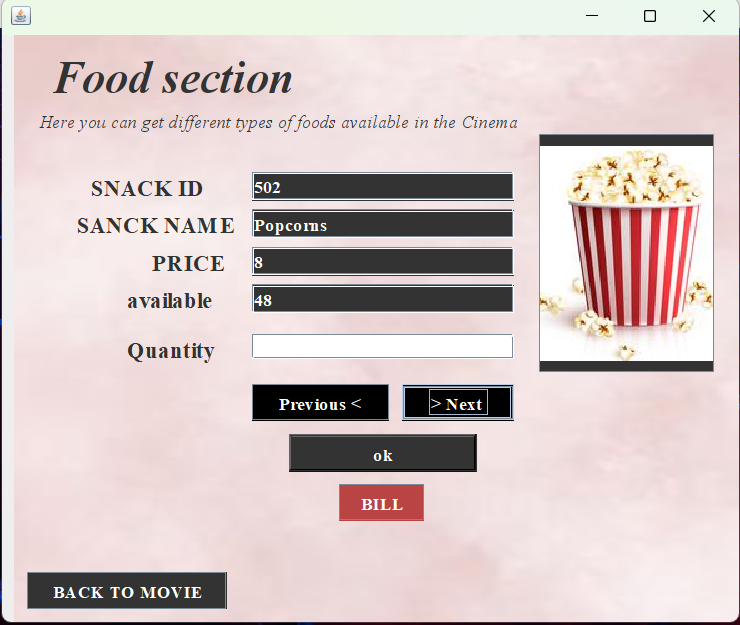 Food section
Here you can get different types of foods available in the Cinema
SNACK ID 502
SANCK NAME Popcorns
PRICE 8
available 48
Quantity
Previous < > Next
ok
BILL
BACK TO MOVIE